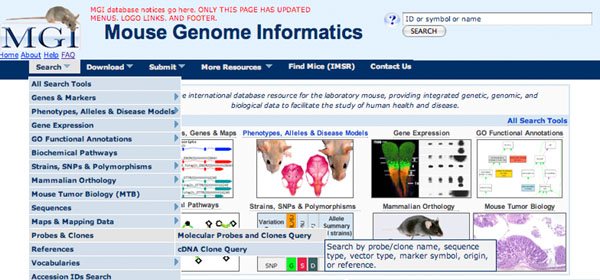 MGI database notices go here. ONLY THIS PAGE HAS UPDATED
MENUS. LOGO LINKS. AND FOOTER.
MGI
Mouse Genome Informatics
?
ID or symbol or name
SEARCH
Home About Help FAQ
Search Download Submit More Resources Find Mice (IMSR) Contact Us
All Search Tools
Genes & Markers
Phenotypes, Alleles & Disease Models
Gene Expression
GO Functional Annotations
Biochemical Pathways
Strains, SNPs & Polymorphisms
Mammalian Orthology
Mouse Tumor Biology (MTB)
Sequences
Maps & Mapping Data
Probes & Clones
References
Vocabularies
Accession IDs Search
Molecular Probes and Clones Query
cDNA Clone Query
Search by probe/clone name, sequence
type, vector type, marker symbol, origin,
or reference.
e international database resource for the laboratory mouse, providing integrated genetic, genomic, and
biological data to facilitate the study of human health and disease.
All Search Tools
s, Genes & Maps
Phenotypes, Alleles & Disease Models
Gene Expression
GO Functional Annotations
l Pathways
Strains, SNPs & Polymorphisms
Mammalian Orthology
Mouse Tumor Biology
Variation
Allele
Summary
strains)
SNP G S D